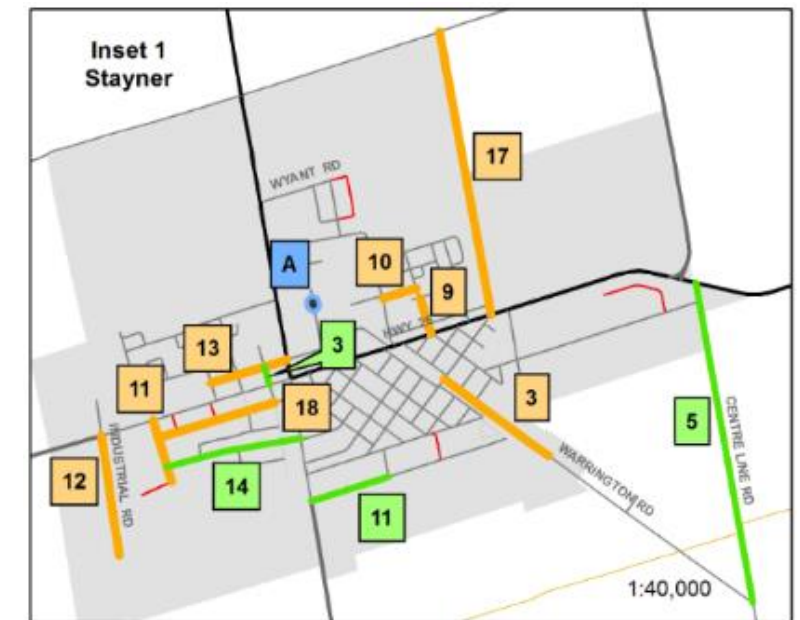 Inset 1
Stayner
17
WYANT RD
A
10
9
HWY
13
3
11
18
3
INDUSTRIAL RD
12
14
11
5
CENTRE LINE RD
WARRINGTON RD
1:40,000